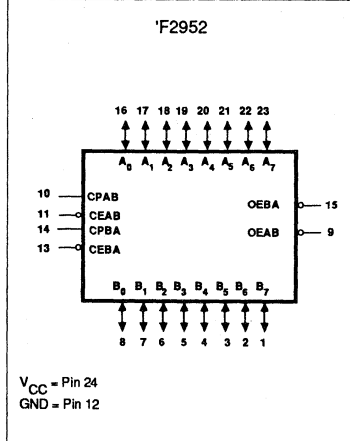 'F2952
16 17 18 19 20 21 22 23
A0 A1 A2 A3 A4 A5 A6 A7
10 CPAB
11 CEAB
14 CPBA
13 CEBA
OEBA 15
OEAB 9
B0 B1 B2 B3 B4 B5 B6 B7
8 7 6 5 4 3 2 1
VCC = Pin 24
GND = Pin 12